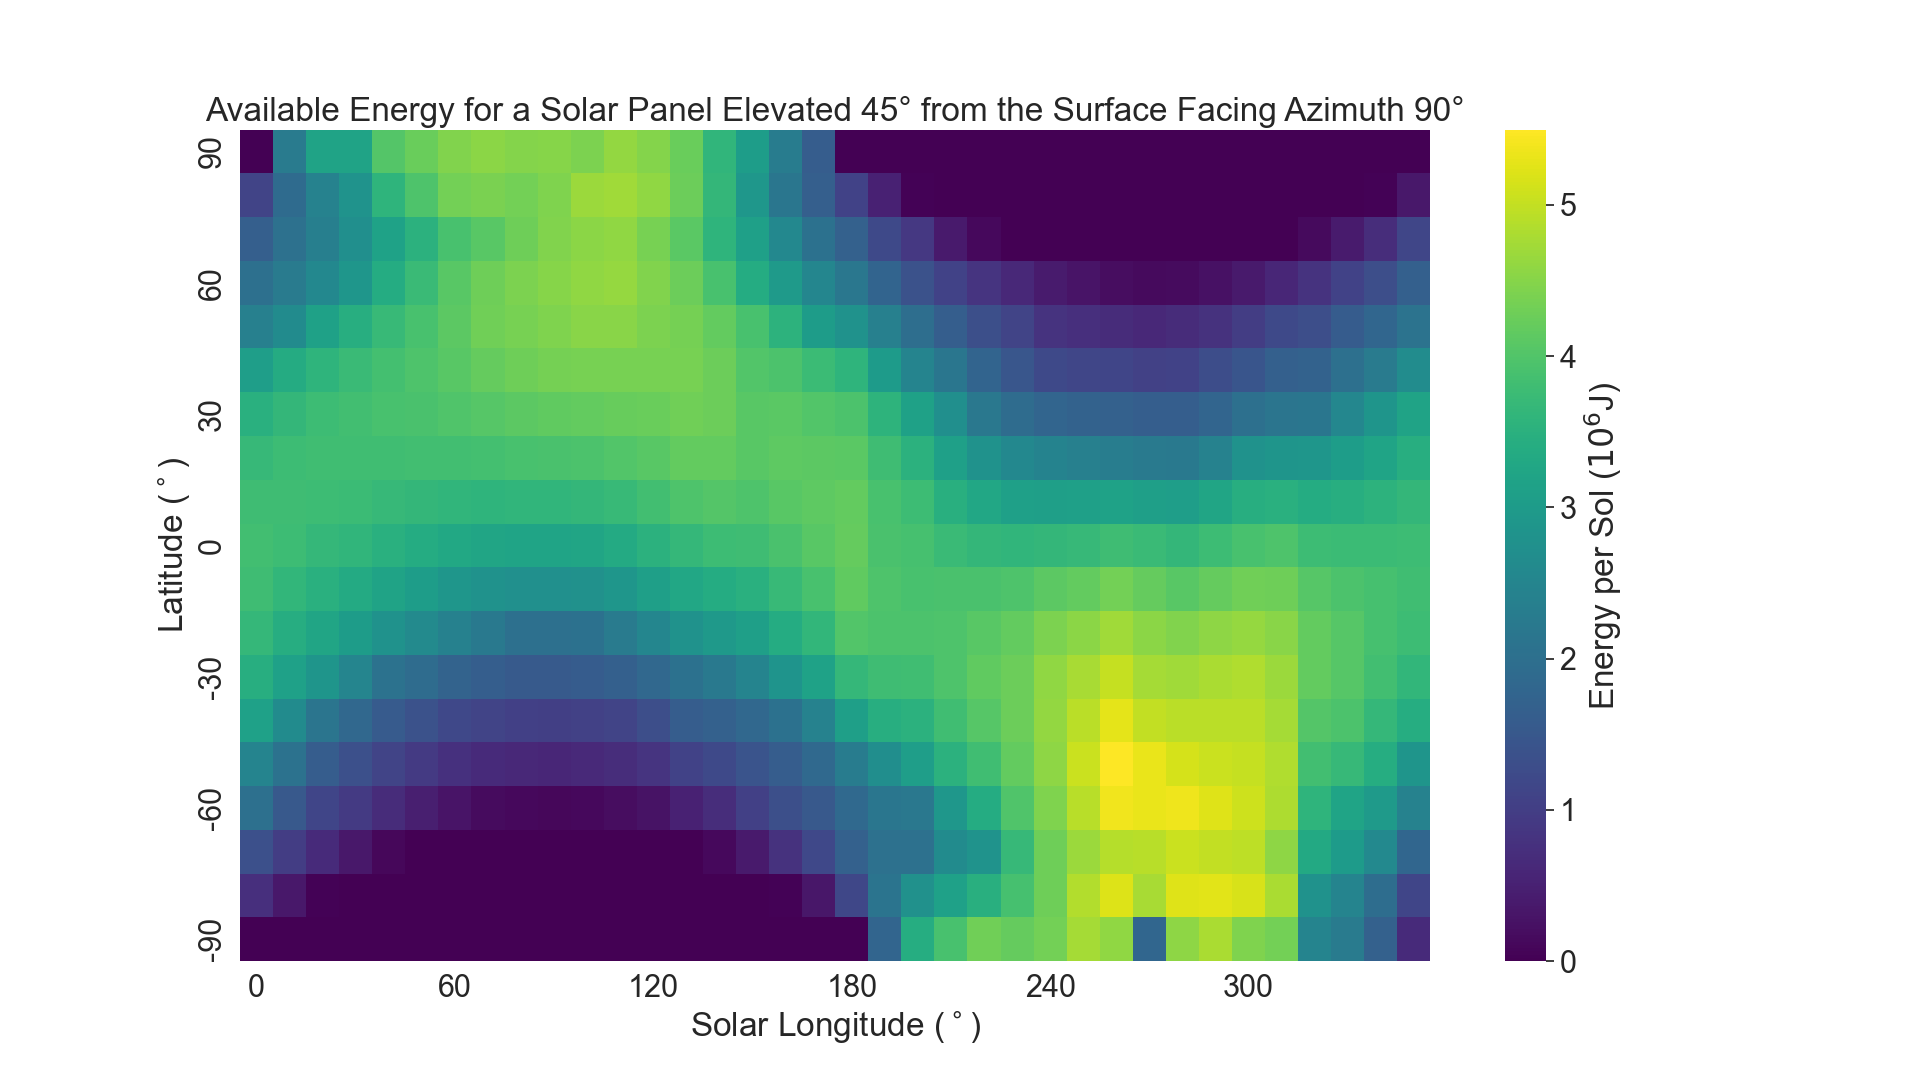 Available Energy for a Solar Panel Elevated 45° from the Surface Facing Azimuth 90°
90
60
30
0
-30
-60
-90
Latitude (°)
0 60 120 180 240 300
Solar Longitude (°)
5
4
3
2
1
0
Energy per Sol (10⁶J)